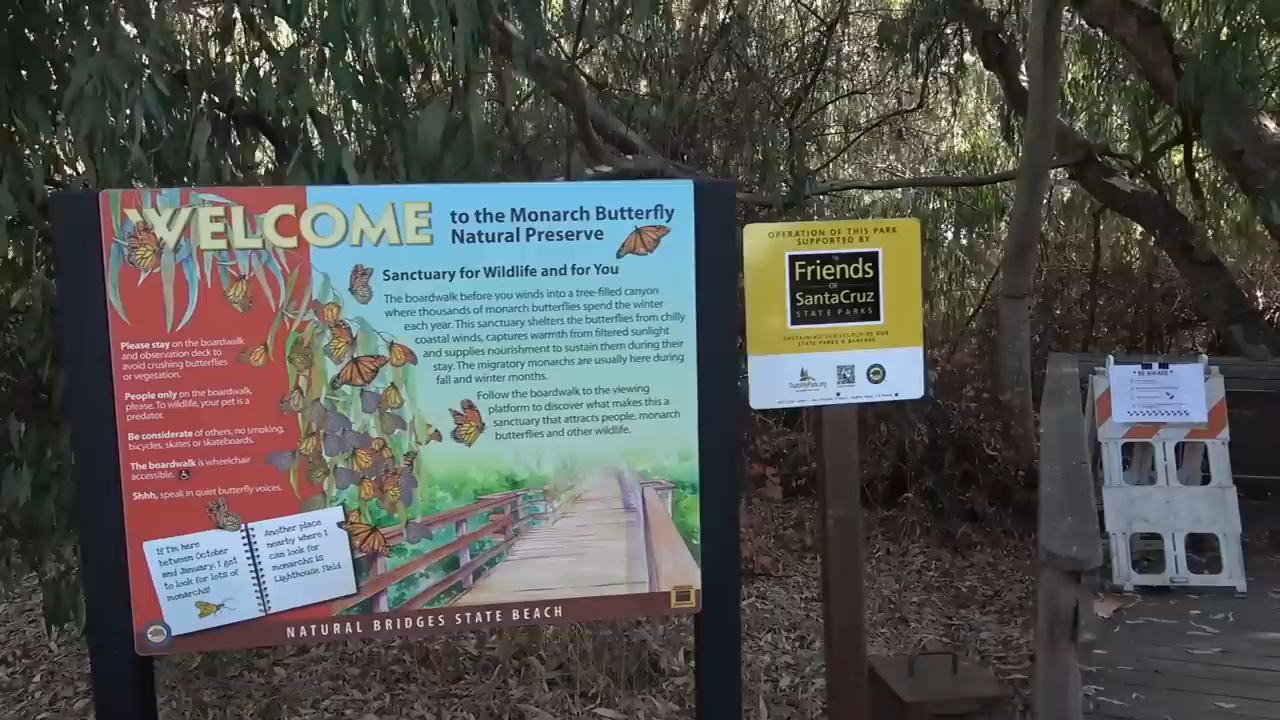 WELCOME to the Monarch Butterfly
Natural Preserve
Sanctuary for Wildlife and for You
The boardwalk before you winds into a tree-filled canyon
where thousands of monarch butterflies spend the winter
each year. This sanctuary shelters the butterflies from chilly
coastal winds, captures warmth from filtered sunlight
and supplies nourishment to sustain them during their
stay. The migratory monarchs are usually here during
fall and winter months.
Follow the boardwalk to the viewing
platform to discover what makes this a
sanctuary that attracts people, monarch
butterflies and other wildlife.
Please stay on the boardwalk
and observation deck to
avoid crushing butterflies
or vegetation.
People only on the boardwalk,
please. To wildlife, your pet is a
predator.
Be considerate of others, no smoking,
bicycles, skates or skateboards.
The boardwalk is wheelchair
accessible.
Shhh, speak in quiet butterfly voices.
If I'm here
between October
and January, I get
to look for lots of
monarchs!
Another place
nearby where I
can look for
monarchs is
Lighthouse Field
NATURAL BRIDGES STATE BEACH
OPERATION OF THIS PARK
SUPPORTED BY
Friends
OF
SantaCruz
STATE PARKS
STATE PARKS & BEACHES
BE AWARE